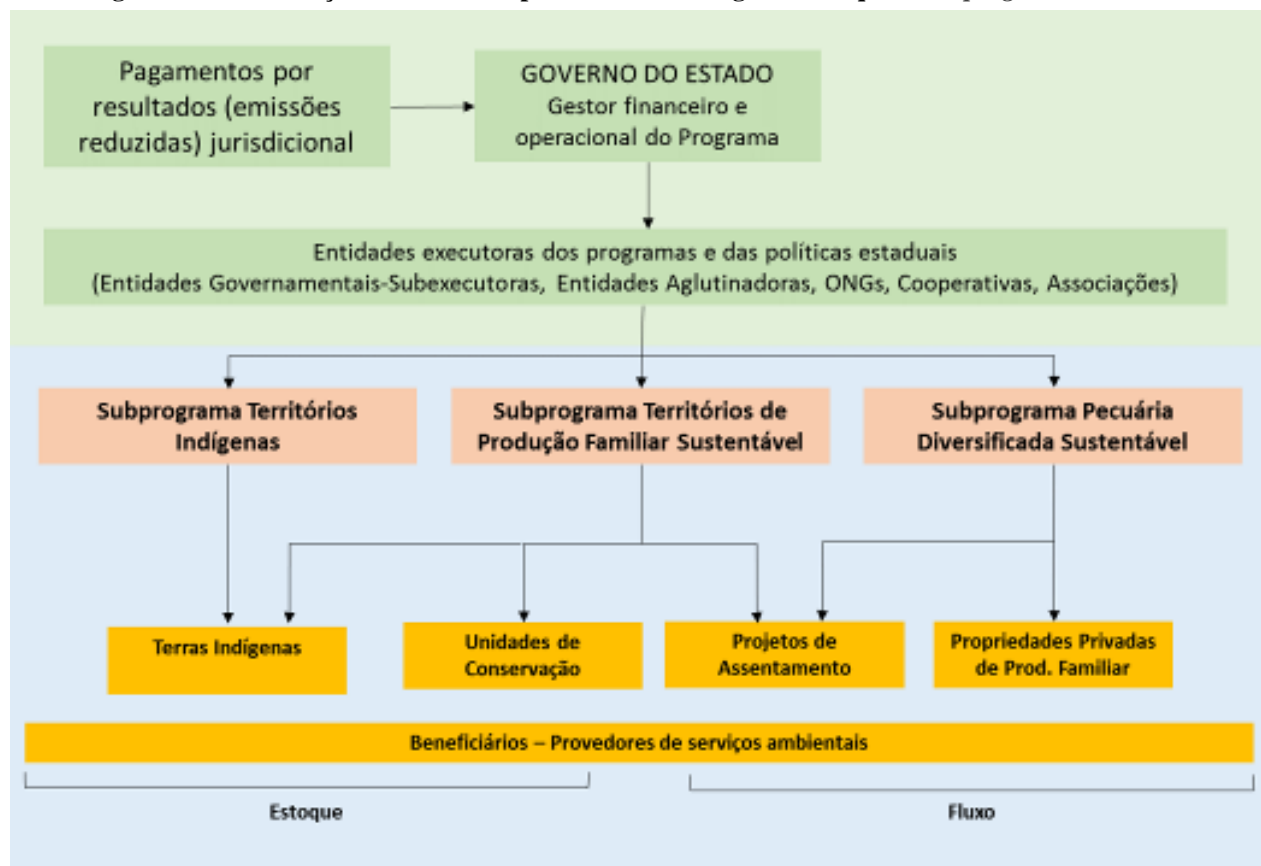 Pagamentos por
resultados (emissões
reduzidas) jurisdicional
GOVERNO DO ESTADO
Gestor financeiro e
operacional do Programa
Entidades executoras dos programas e das políticas estaduais
(Entidades Governamentais-Subexecutoras, Entidades Aglutinadoras, ONGs, Cooperativas, Associações)
Subprograma Territórios
Indígenas
Subprograma Territórios de
Produção Familiar Sustentável
Subprograma Pecuária
Diversificada Sustentável
Terras Indígenas
Unidades de
Conservação
Projetos de
Assentamento
Propriedades Privadas
de Prod. Familiar
Beneficiários – Provedores de serviços ambientais
Estoque
Fluxo